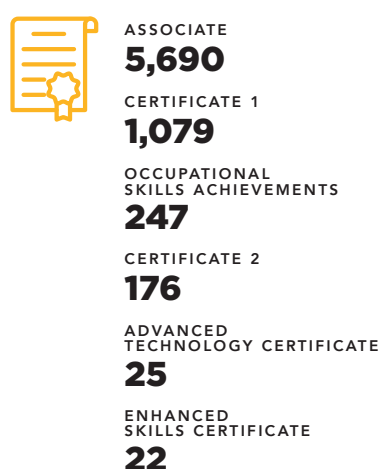 ASSOCIATE
5,690
CERTIFICATE 1
1,079
OCCUPATIONAL
SKILLS ACHIEVEMENTS
247
CERTIFICATE 2
176
ADVANCED
TECHNOLOGY CERTIFICATE
25
ENHANCED
SKILLS CERTIFICATE
22